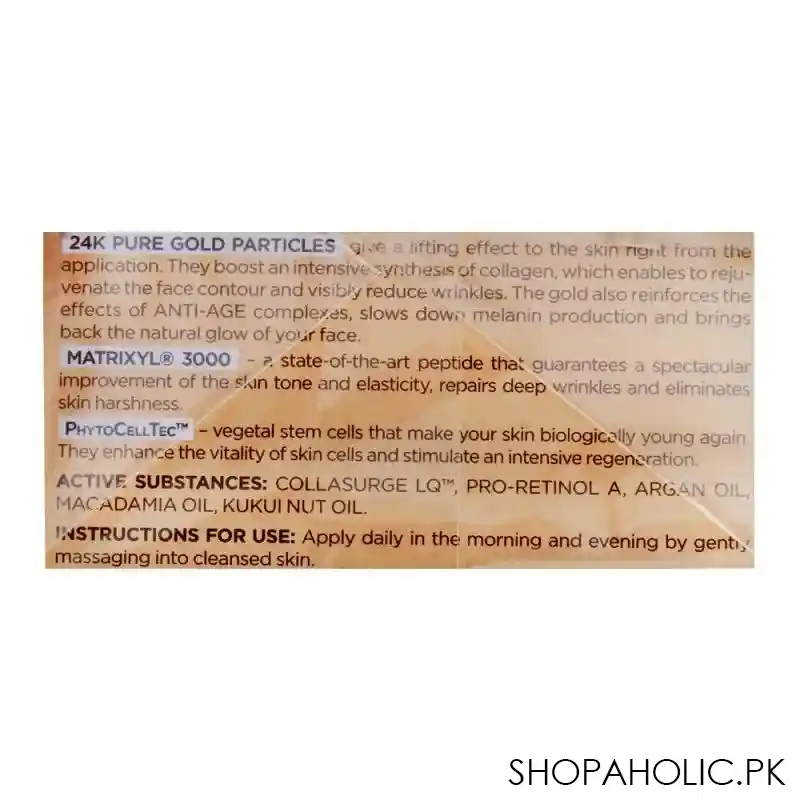 24K PURE GOLD PARTICLES give a lifting effect to the skin right from the
application. They boost an intensive synthesis of collagen, which enables to reju-
venate the face contour and visibly reduce wrinkles. The gold also reinforces the
effects of ANTI-AGE complexes, slows down melanin production and brings
back the natural glow of your face.
MATRIXYL® 3000 - a state-of-the-art peptide that guarantees a spectacular
improvement of the skin tone and elasticity, repairs deep wrinkles and eliminates
skin harshness.
PHYTOCELLTEC™ – vegetal stem cells that make your skin biologically young again.
They enhance the vitality of skin cells and stimulate an intensive regeneration.
ACTIVE SUBSTANCES: COLLASURGE LQ™, PRO-RETINOL A, ARGAN OIL,
MACADAMIA OIL, KUKUI NUT OIL.
INSTRUCTIONS FOR USE: Apply daily in the morning and evening by gently
massaging into cleansed skin.
SHOPAHOLIC.PK